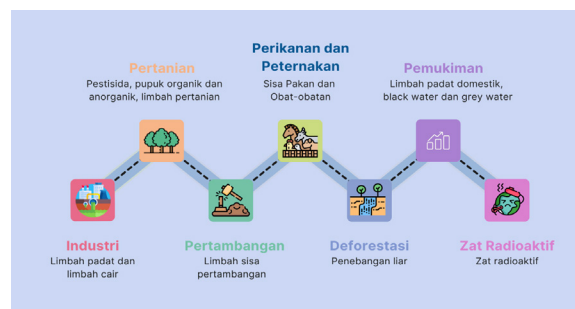 Pertanian
Pestisida, pupuk organik dan
anorganik, limbah pertanian
Perikanan dan
Peternakan
Sisa Pakan dan
Obat-obatan
Pemukiman
Limbah padat domestik,
black water dan grey water
Industri
Limbah padat dan
limbah cair
Pertambangan
Limbah sisa
pertambangan
Deforestasi
Penebangan liar
Zat Radioaktif
Zat radioaktif